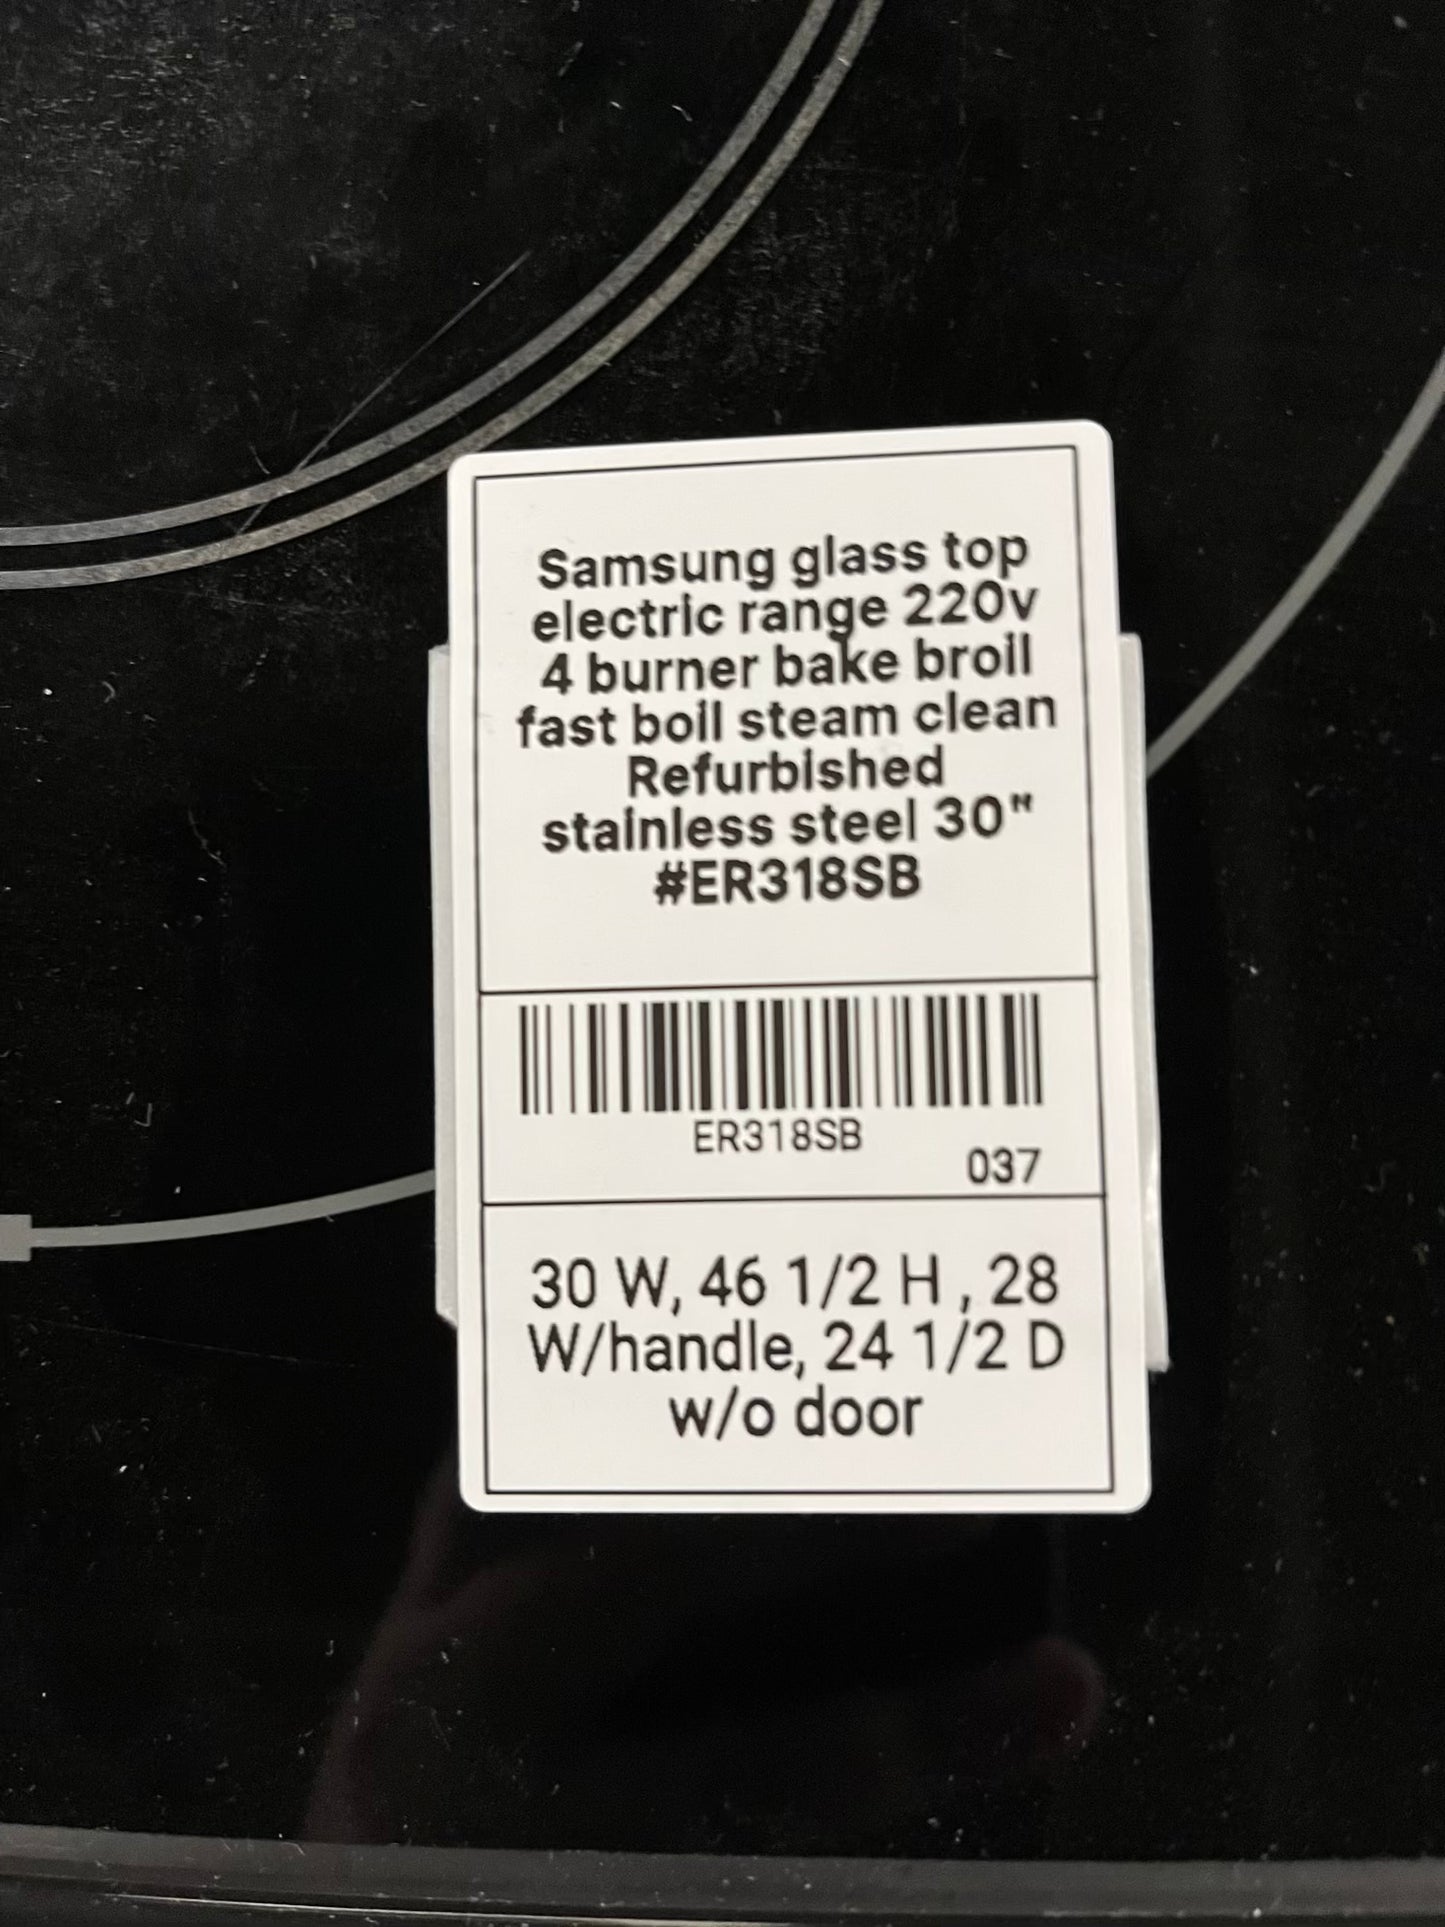 Samsung glass top
electric range 220v
4 burner bake broil
fast boil steam clean
Refurbished
stainless steel 30"
#ER318SB
ER318SB
037
30 W, 46 1/2 H , 28
W/handle, 24 1/2 D
w/o door